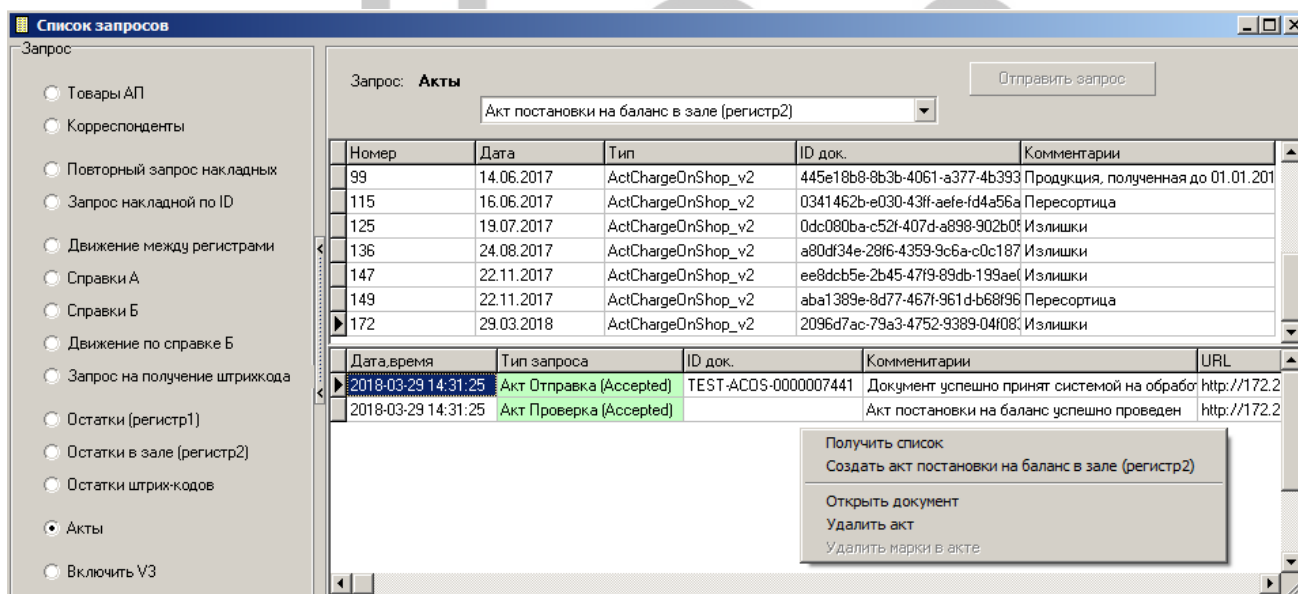 Список запросов
Запрос
Товары АП
Корреспонденты
Повторный запрос накладных
Запрос накладной по ID
Движение между регистрами
Справки А
Справки Б
Движение по справке Б
Запрос на получение штрихкода
Остатки (регистр1)
Остатки в зале (регистр2)
Остатки штрих-кодов
Акты
Включить V3
Запрос: Акты
Отправить запрос
Акт постановки на баланс в зале (регистр2)
Номер Дата Тип ID док. Комментарии
99 14.06.2017 ActChargeOnShop_v2 445e18b8-8b3b-4061-a377-4b393 Продукция, полученная до 01.01.201
115 16.06.2017 ActChargeOnShop_v2 0341462b-e030-43ff-aefe-fd4a56a Пересортица
125 19.07.2017 ActChargeOnShop_v2 0dc080ba-c52f-407d-a898-902b05 Излишки
136 24.08.2017 ActChargeOnShop_v2 a80df34e-28f6-4359-9c6a-c0c187 Излишки
147 22.11.2017 ActChargeOnShop_v2 ee8dcb5e-2b45-47f9-89db-199ae Излишки
149 22.11.2017 ActChargeOnShop_v2 aba1389e-8d77-467f-961d-b68f96 Пересортица
172 29.03.2018 ActChargeOnShop_v2 2096d7ac-79a3-4752-9389-04f08 Излишки
Дата,время Тип запроса ID док. Комменитарии URL
2018-03-29 14:31:25 Акт Отправка (Accepted) TEST-ACOS-0000007441 Документ успешно принят системой на обрабо http://172.2
2018-03-29 14:31:25 Акт Проверка (Accepted) Акт постановки на баланс успешно проведен http://172.2
Получить список
Создать акт постановки на баланс в зале (регистр2)
Открыть документ
Удалить акт
Удалить марки в акте